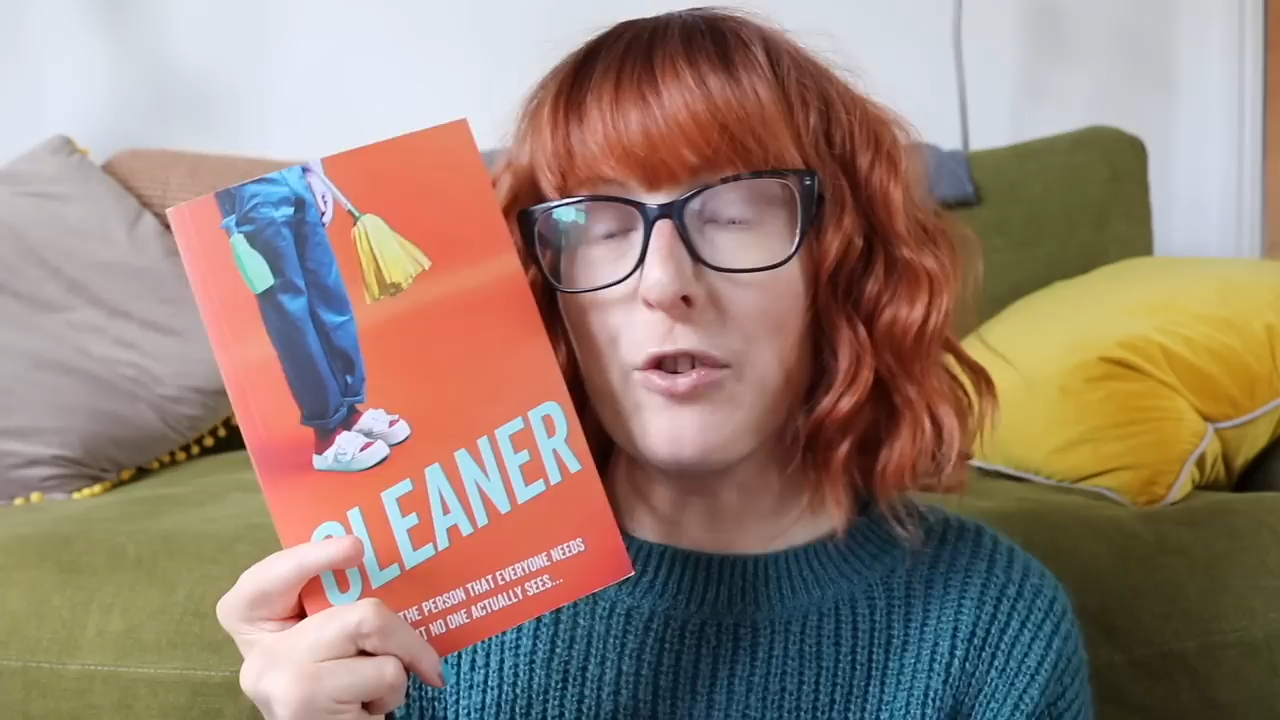 CLEANER
THE PERSON THAT EVERYONE NEEDS
NO ONE ACTUALLY SEES...